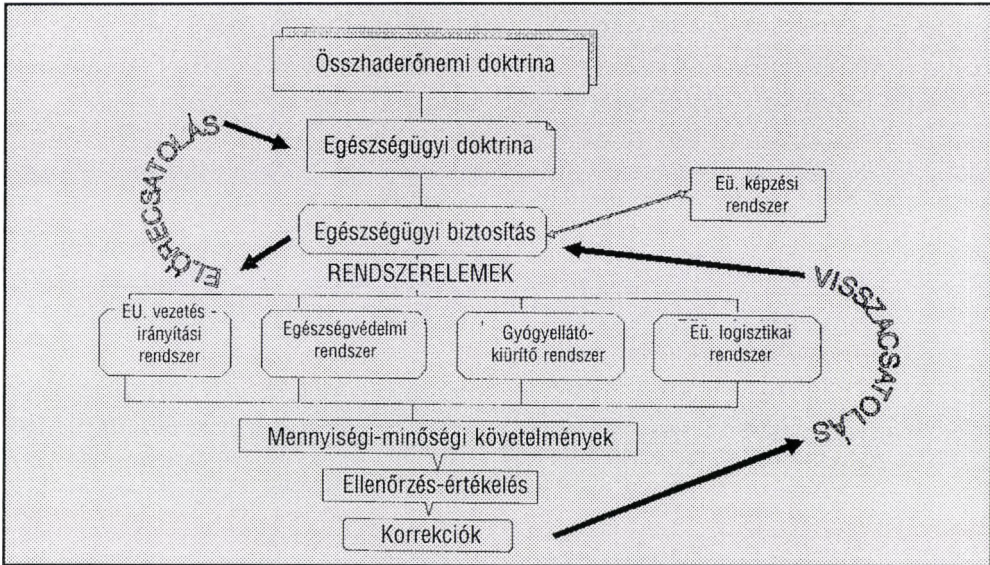 Összhaderőnemi doktrina
ELŐRECSATOLÁS
Egészségügyi doktrina
Eü. képzési
rendszer
Egészségügyi biztosítás
RENDSZERELEMEK
VISSZACSATOLÁS
EU. vezetés -
irányítási
rendszer
Egészségvédelmi
rendszer
Gyógyellátó-
kiürítő rendszer
Eü. logisztikai
rendszer
Mennyiségi-minőségi követelmények
Ellenőrzés-értékelés
Korrekciók